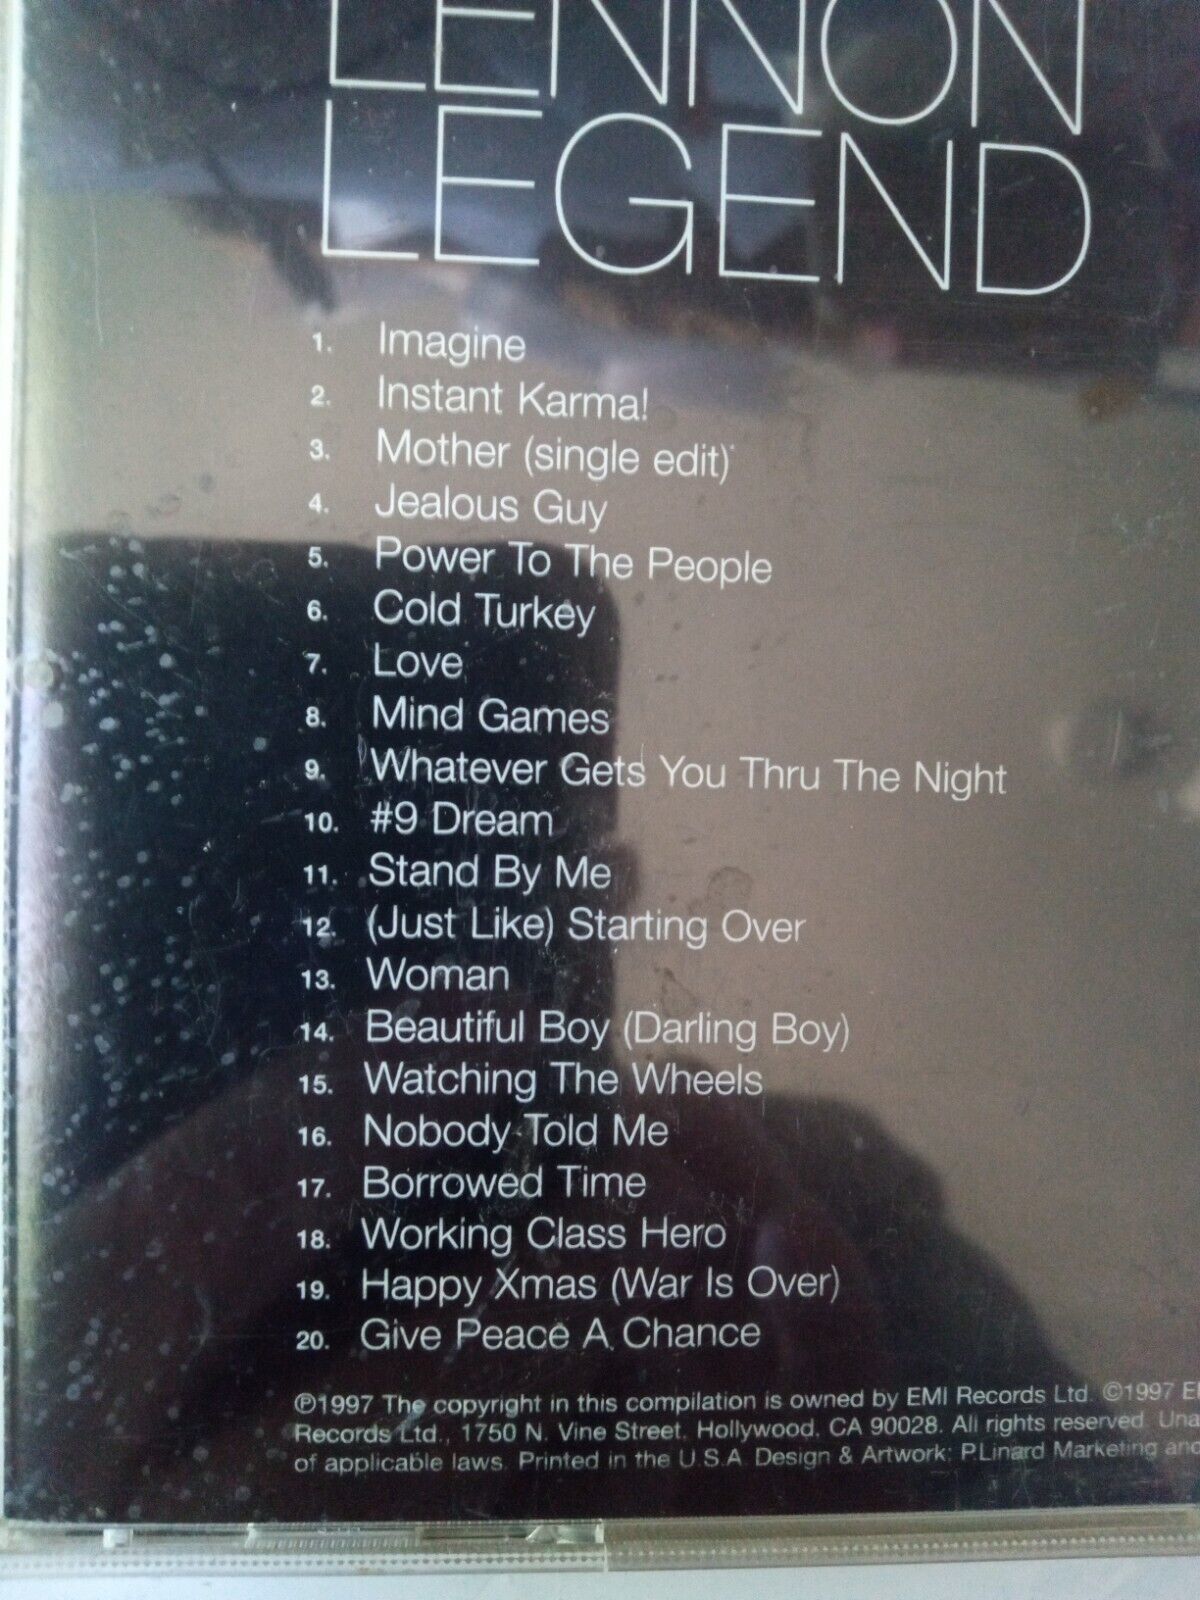 LENNON
LEGEND
1. Imagine
2. Instant Karma!
3. Mother (single edit)*
4. Jealous Guy
5. Power To The People
6. Cold Turkey
7. Love
8. Mind Games
9. Whatever Gets You Thru The Night
10. #9 Dream
11. Stand By Me
12. (Just Like) Starting Over
13. Woman
14. Beautiful Boy (Darling Boy)
15. Watching The Wheels
16. Nobody Told Me
17. Borrowed Time
18. Working Class Hero
19. Happy Xmas (War Is Over)
20. Give Peace A Chance
℗1997 The copyright in this compilation is owned by EMI Records Ltd. ©1997 E
Records Ltd., 1750 N. Vine Street, Hollywood, CA 90028. All rights reserved. Una
of applicable laws. Printed in the U.S.A. Design & Artwork: P.Linard Marketing and